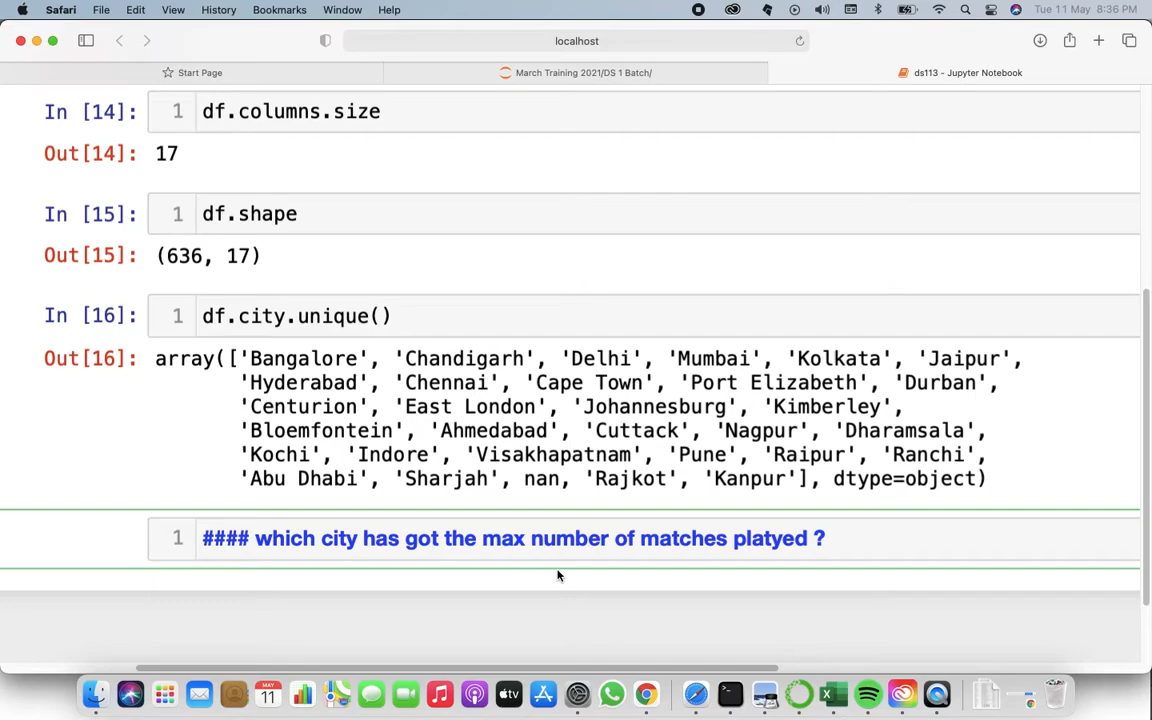 Safari File Edit View History Bookmarks Window Help Tue 11 May 8:36 PM
localhost
Start Page March Training 2021/DS 1 Batch/ ds113 - Jupyter Notebook
In [14]: 1 df.columns.size
Out[14]: 17
In [15]: 1 df.shape
Out[15]: (636, 17)
In [16]: 1 df.city.unique()
Out[16]: array(['Bangalore', 'Chandigarh', 'Delhi', 'Mumbai', 'Kolkata', 'Jaipur',
'Hyderabad', 'Chennai', 'Cape Town', 'Port Elizabeth', 'Durban',
'Centurion', 'East London', 'Johannesburg', 'Kimberley',
'Bloemfontein', 'Ahmedabad', 'Cuttack', 'Nagpur', 'Dharamsala',
'Kochi', 'Indore', 'Visakhapatnam', 'Pune', 'Raipur', 'Ranchi',
'Abu Dhabi', 'Sharjah', nan, 'Rajkot', 'Kanpur'], dtype=object)
1 #### which city has got the max number of matches platyed ?
MAY
11
tv